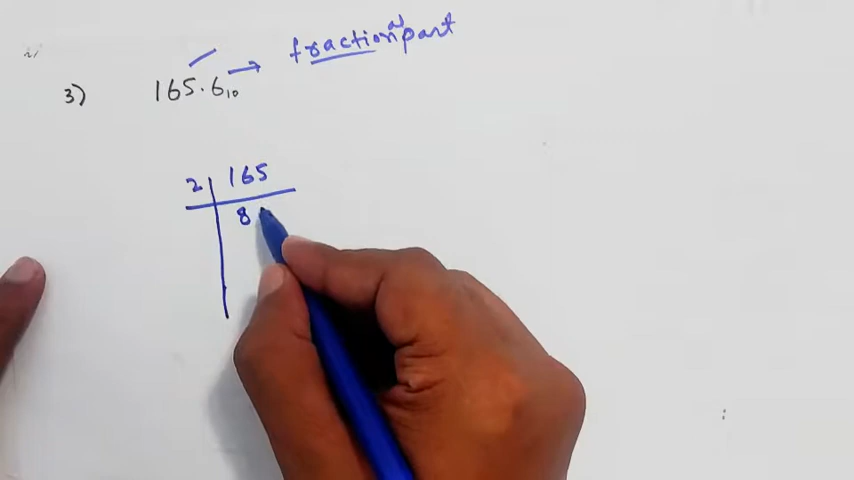 fractional part
3) 165.6₁₀
2 | 165
8